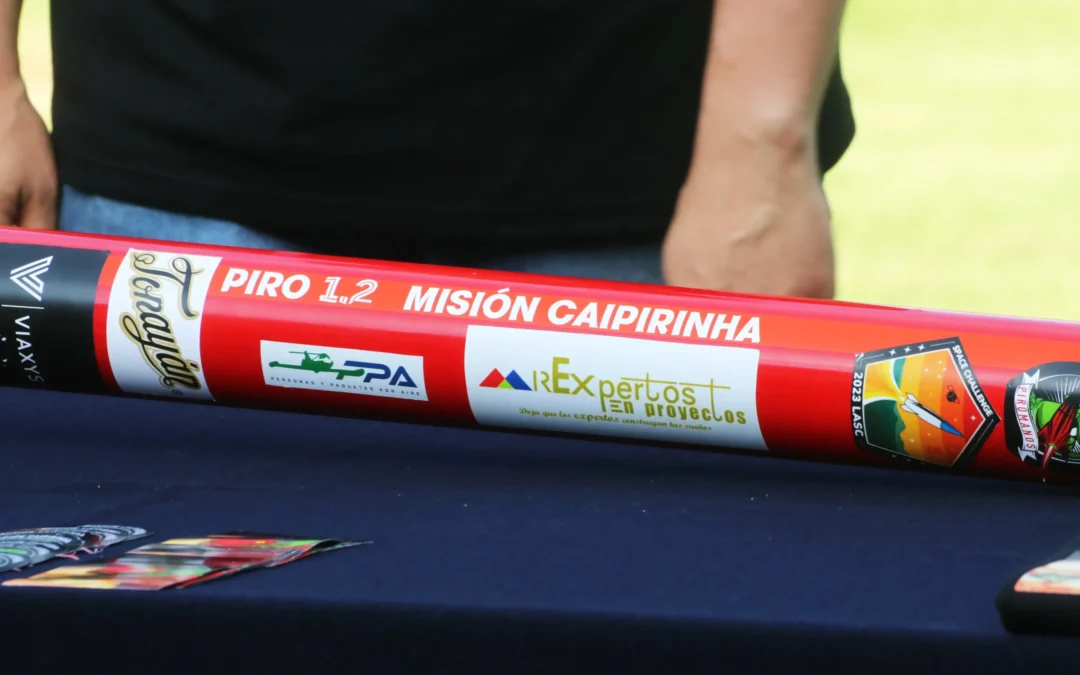 VIAXYS
Jonayán
PIRO 1.2
MISIÓN CAIPIRINHA
PPA
PERSONAS Y PAQUETES POR AIRE
RExpertos
En proyectos
Deja que los expertos construyan tus sueños
2023 LASC
SPACE CHALLENGE
PIROMANOS